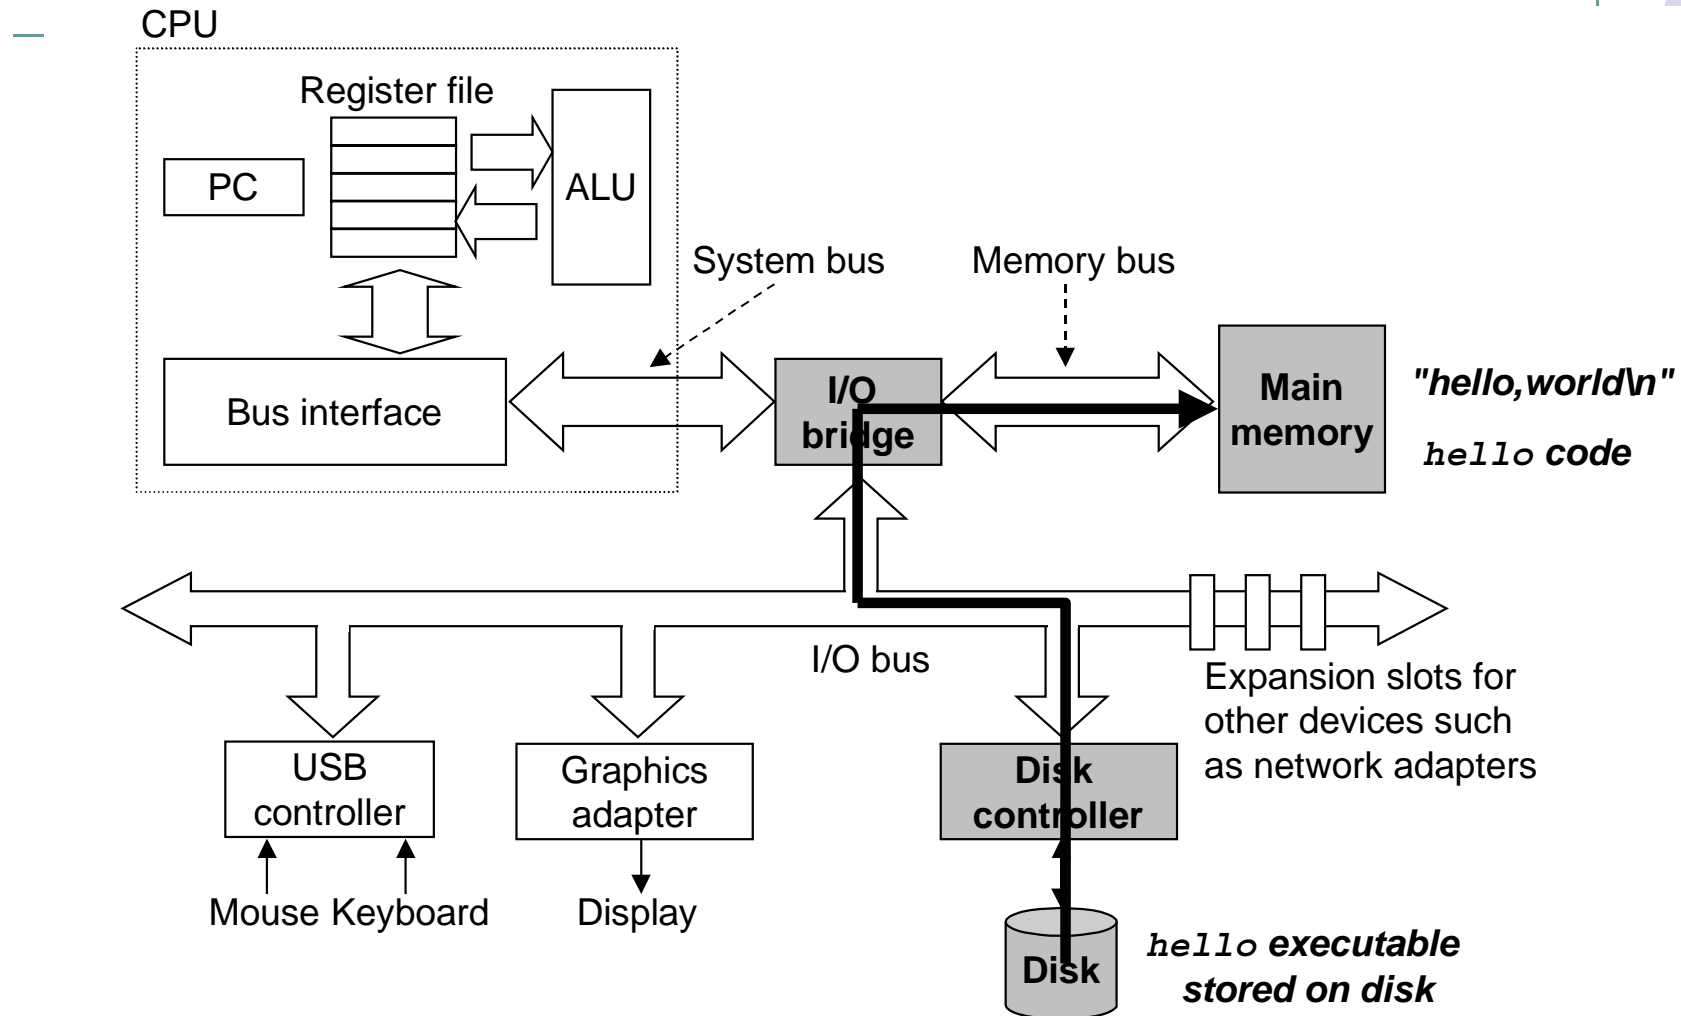 CPU
Register file
PC
ALU
System bus
Memory bus
Bus interface
I/O
bridge
Main
memory
"hello,world\n"
hello code
I/O bus
Expansion slots for
other devices such
as network adapters
USB
controller
Graphics
adapter
Disk
controller
Mouse Keyboard
Display
Disk
hello executable
stored on disk